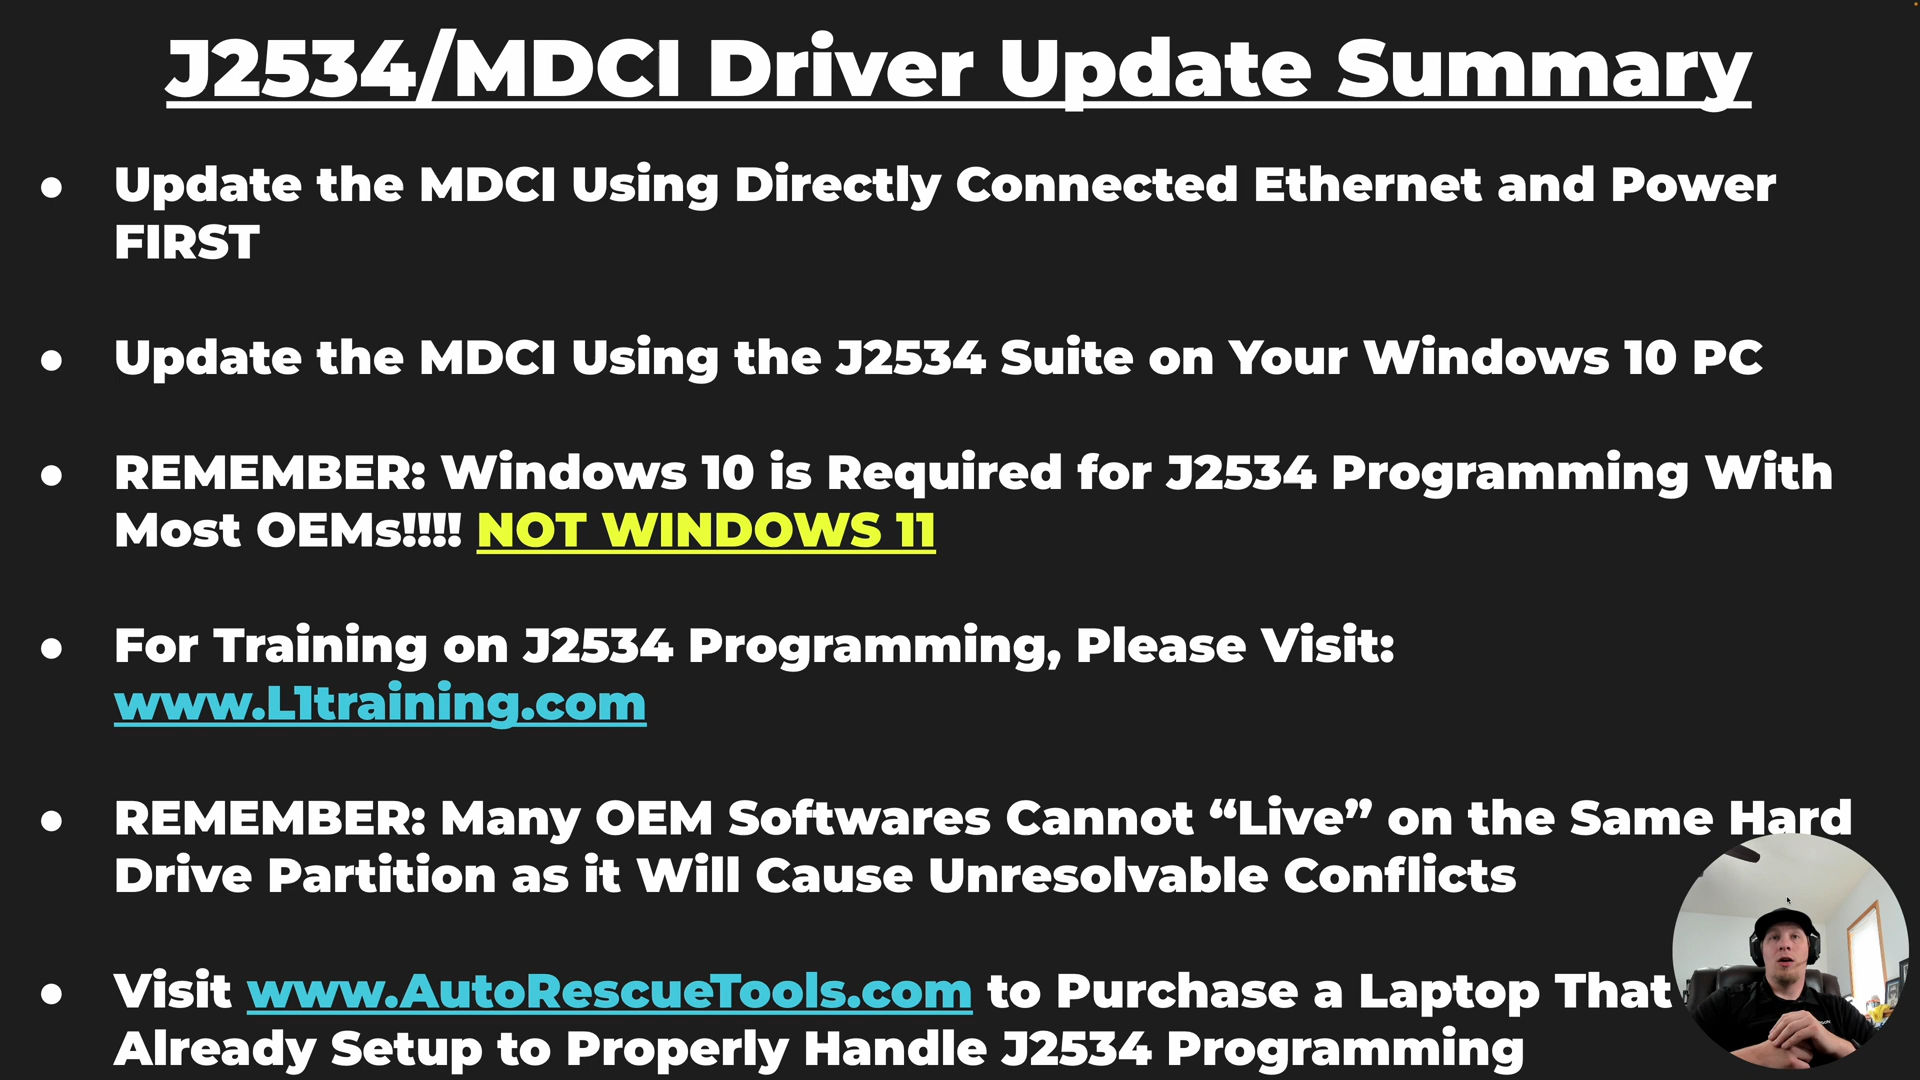 J2534/MDCI Driver Update Summary
● Update the MDCI Using Directly Connected Ethernet and Power
FIRST
● Update the MDCI Using the J2534 Suite on Your Windows 10 PC
● REMEMBER: Windows 10 is Required for J2534 Programming With
Most OEMs!!!! NOT WINDOWS 11
● For Training on J2534 Programming, Please Visit:
www.L1training.com
● REMEMBER: Many OEM Softwares Cannot “Live” on the Same Hard
Drive Partition as it Will Cause Unresolvable Conflicts
● Visit www.AutoRescueTools.com to Purchase a Laptop That
Already Setup to Properly Handle J2534 Programming